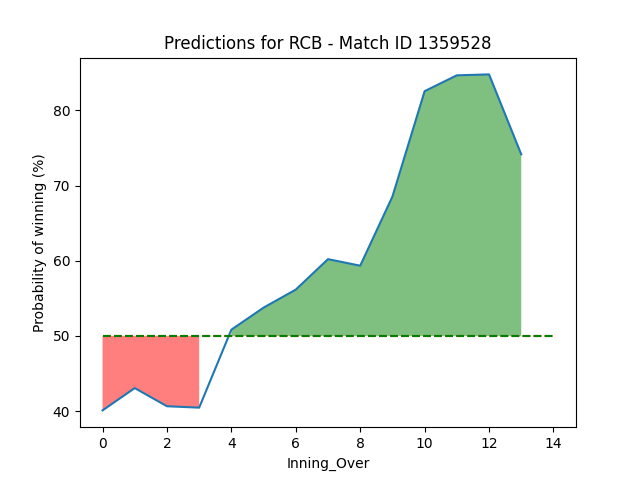 Predictions for RCB - Match ID 1359528
Probability of winning (%)
80
70
60
50
40
0 2 4 6 8 10 12 14
Inning_Over